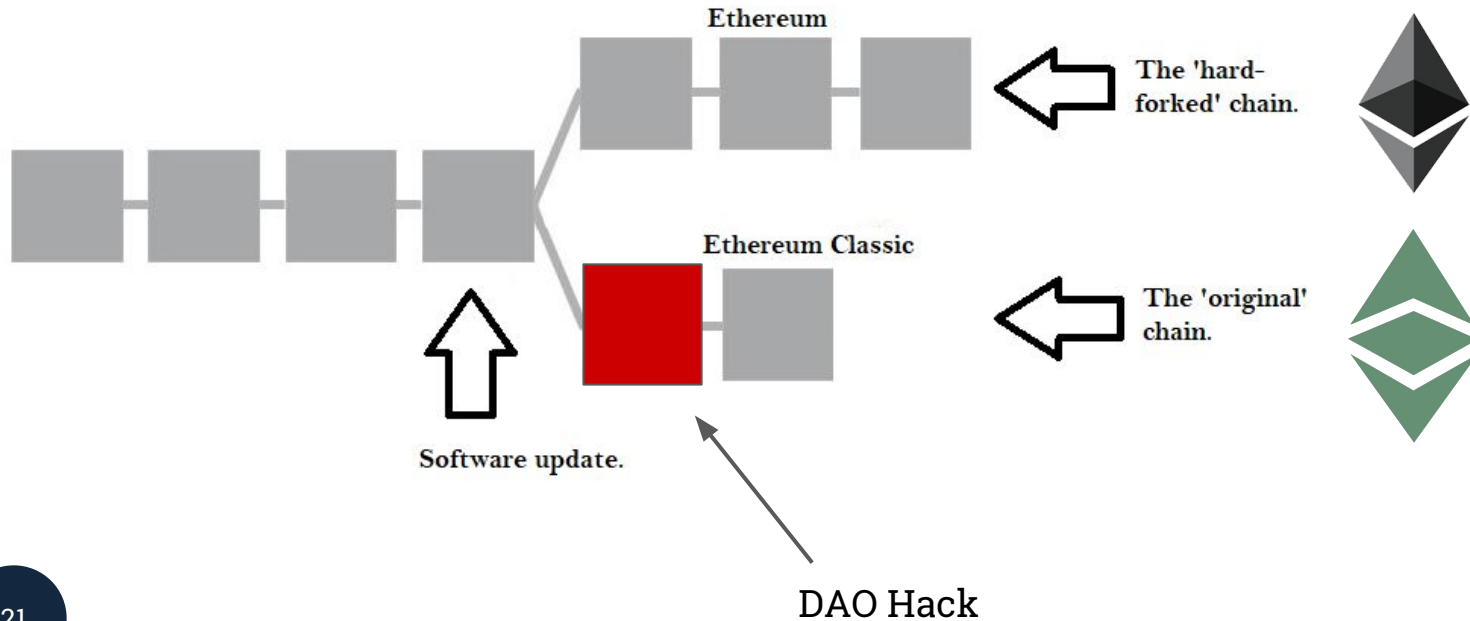 Ethereum
The 'hard-
forked' chain.
Ethereum Classic
The 'original'
chain.
Software update.
DAO Hack
21